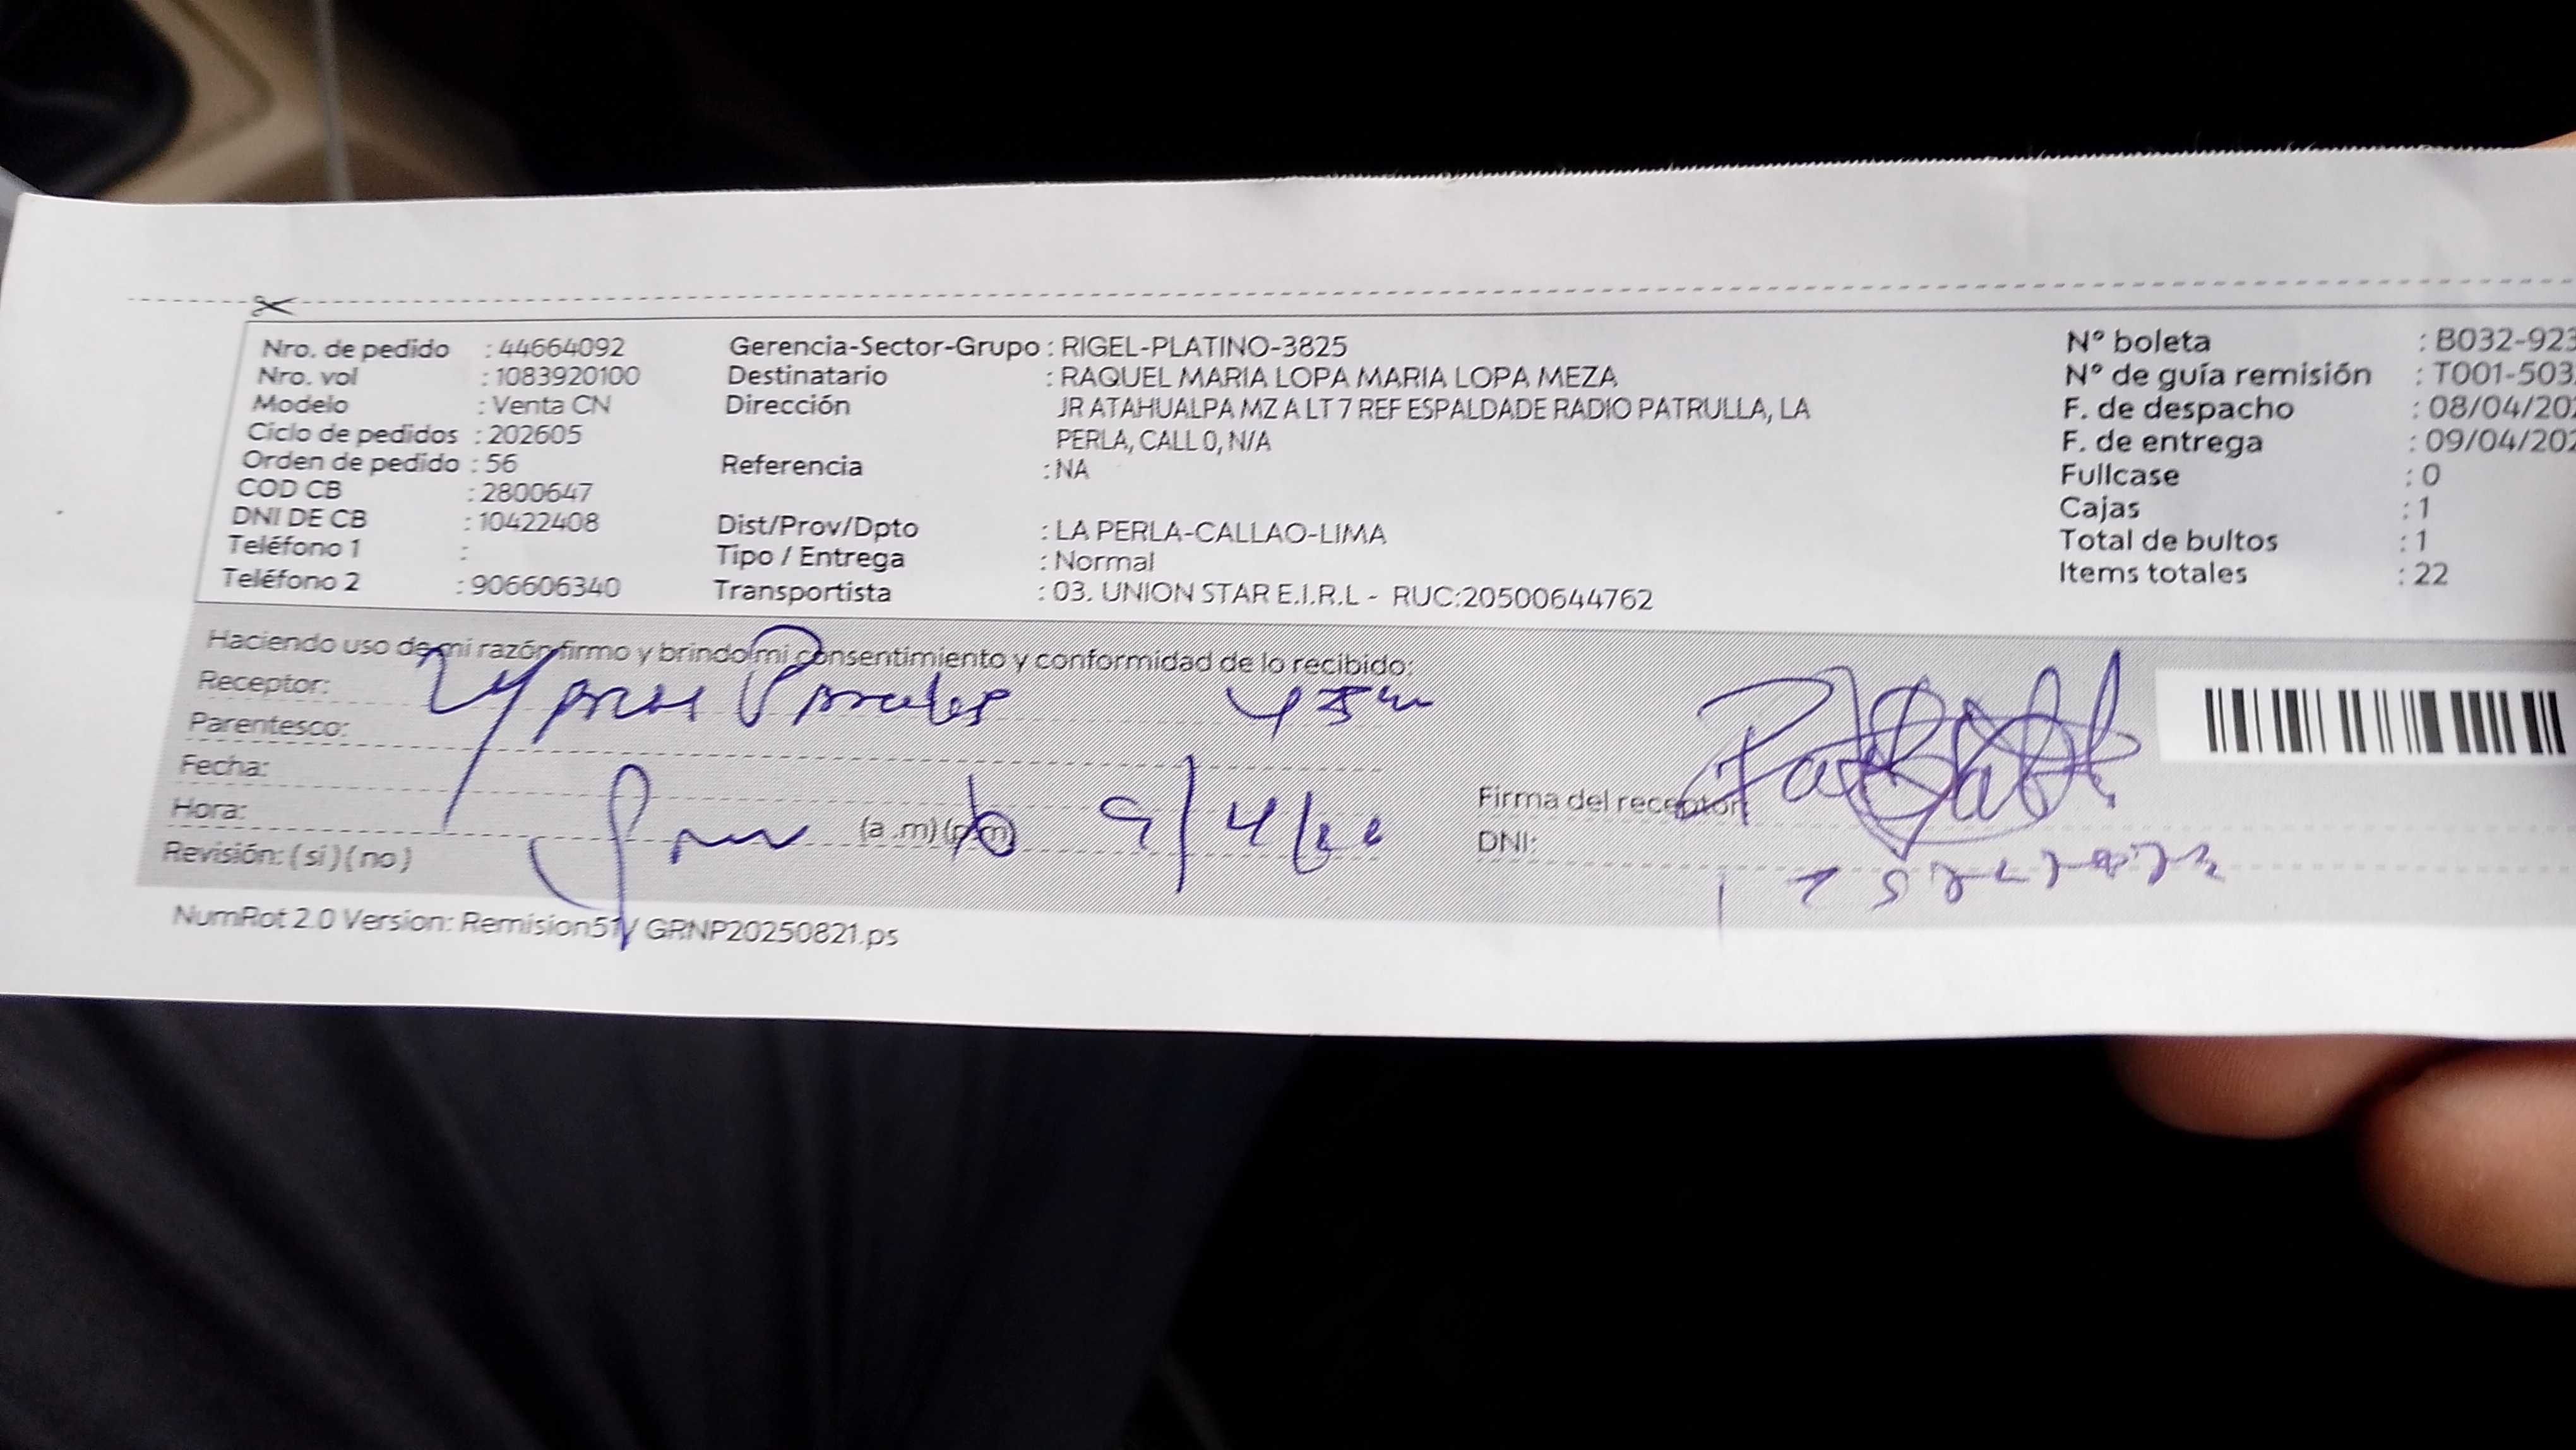 Nro. de pedido : 44664092
Nro. vol : 1083920100
Modelo : Venta CN
Ciclo de pedidos : 202605
Orden de pedido : 56
COD CB : 2800647
DNI DE CB : 10422408
Teléfono 1 :
Teléfono 2 : 906606340
Gerencia-Sector-Grupo : RIGEL-PLATINO-3825
Destinatario : RAQUEL MARIA LOPA MARIA LOPA MEZA
Dirección JR ATAHUALPA MZ A LT 7 REF ESPALDADE RADIO PATRULLA, LA
PERLA, CALL 0, N/A
Referencia : NA
Dist/Prov/Dpto : LA PERLA-CALLAO-LIMA
Tipo / Entrega : Normal
Transportista : 03. UNION STAR E.I.R.L - RUC:20500644762
N° boleta : B032-923
N° de guía remisión : T001-503
F. de despacho : 08/04/202
F. de entrega : 09/04/202
Fullcase : 0
Cajas : 1
Total de bultos : 1
Items totales : 22
Haciendo uso de mi razón firmo y brindo mi consentimiento y conformidad de lo recibido:
Receptor:
Parentesco:
Fecha:
Hora: (a .m) (p.m) 9/4/
Revisión: ( si ) ( no )
Firma del receptor:
DNI:
NumRot 2.0 Version: Remision51/ GRNP20250821.ps